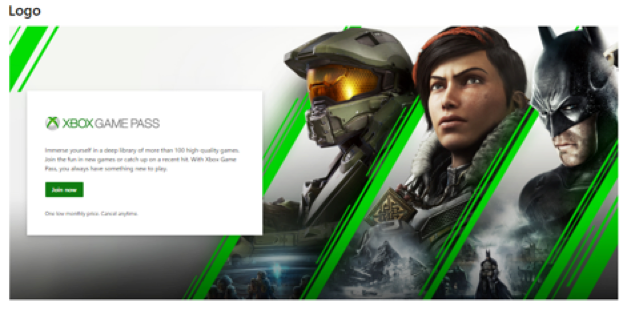 Logo
XBOX GAME PASS
Immerse yourself in a deep library of more than 100 high-quality games.
Join the fun in new games or catch up on a recent hit. With Xbox Game
Pass, you always have something new to play.
Join now
One low monthly price. Cancel anytime.